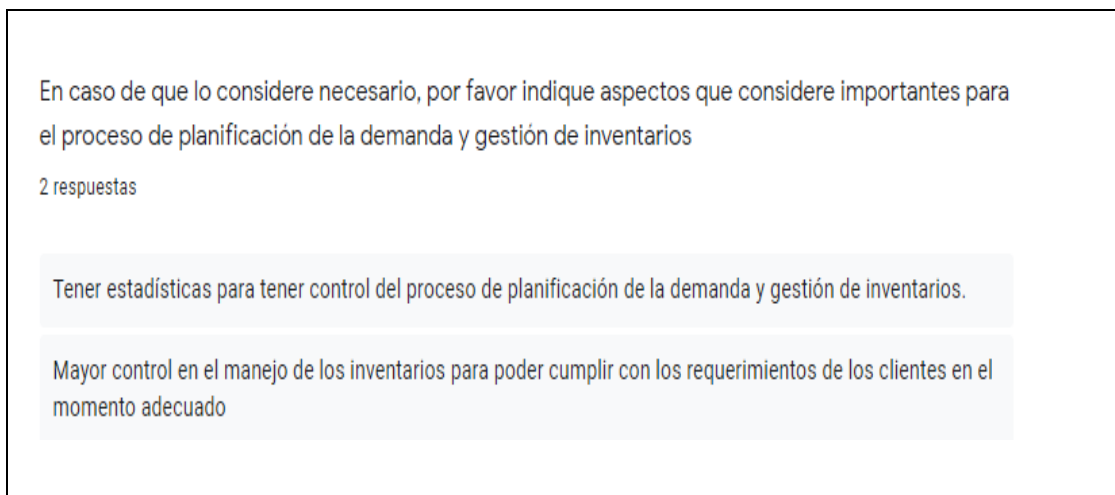 En caso de que lo considere necesario, por favor indique aspectos que considere importantes para
el proceso de planificación de la demanda y gestión de inventarios
2 respuestas
Tener estadísticas para tener control del proceso de planificación de la demanda y gestión de inventarios.
Mayor control en el manejo de los inventarios para poder cumplir con los requerimientos de los clientes en el
momento adecuado